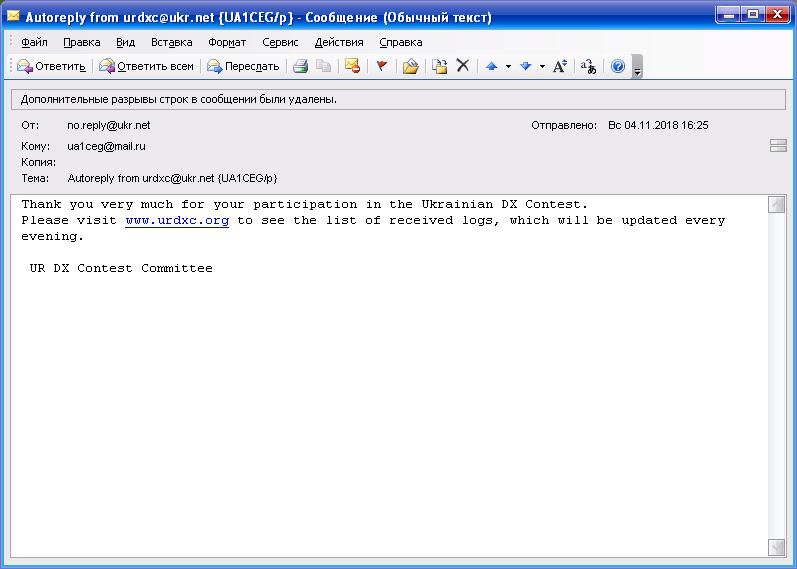 Autoreply from urdxc@ukr.net {UA1CEG/p} - Сообщение (Обычный текст)
Файл Правка Вид Вставка Формат Сервис Действия Справка
Ответить Ответить всем Переслать
Дополнительные разрывы строк в сообщении были удалены.
От: no.reply@ukr.net Отправлено: Вс 04.11.2018 16:25
Кому: ua1ceg@mail.ru
Копия:
Тема: Autoreply from urdxc@ukr.net {UA1CEG/p}
Thank you very much for your participation in the Ukrainian DX Contest.
Please visit www.urdxc.org to see the list of received logs, which will be updated every
evening.
UR DX Contest Committee